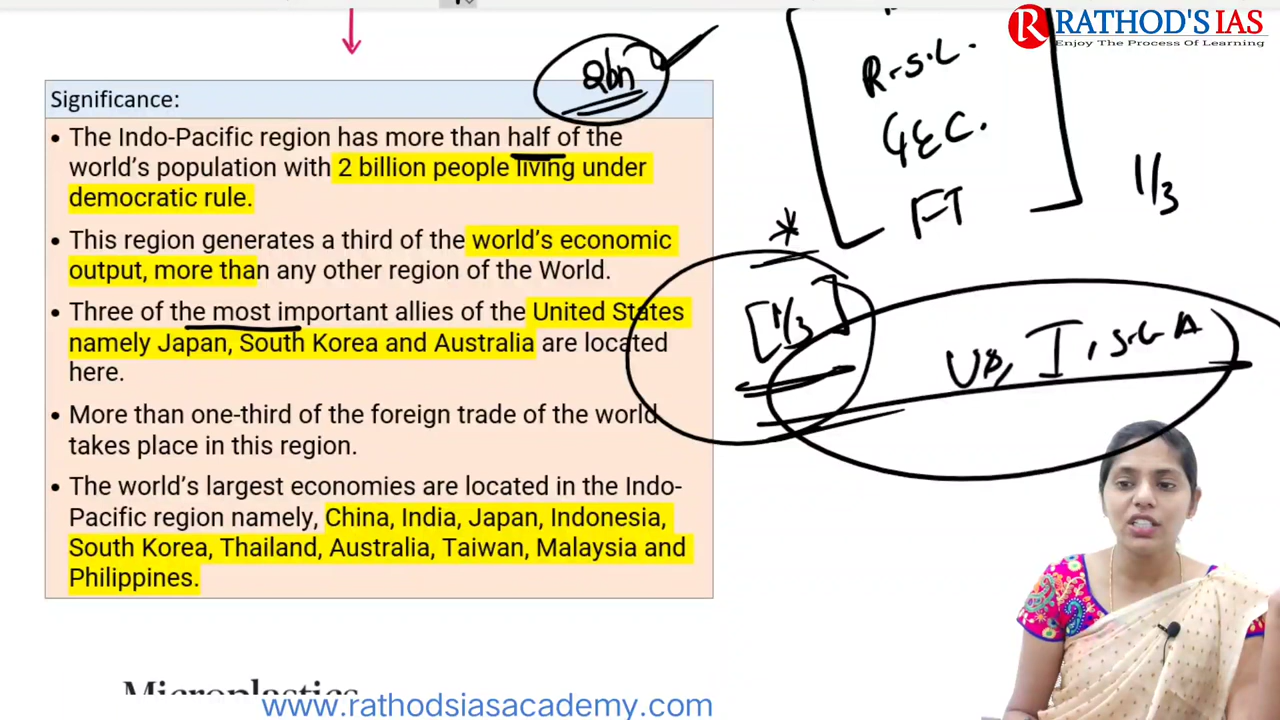 RATHOD'S IAS
Enjoy The Process Of Learning
2bn
R.S.L.
GEC.
FT
1/3
Significance:
• The Indo-Pacific region has more than half of the
world's population with 2 billion people living under
democratic rule.
• This region generates a third of the world's economic
output, more than any other region of the World.
• Three of the most important allies of the United States
namely Japan, South Korea and Australia are located
here.
• More than one-third of the foreign trade of the world
takes place in this region.
• The world's largest economies are located in the Indo-
Pacific region namely, China, India, Japan, Indonesia,
South Korea, Thailand, Australia, Taiwan, Malaysia and
Philippines.
[1/3]
Microplastics
www.rathodsiasacademy.com